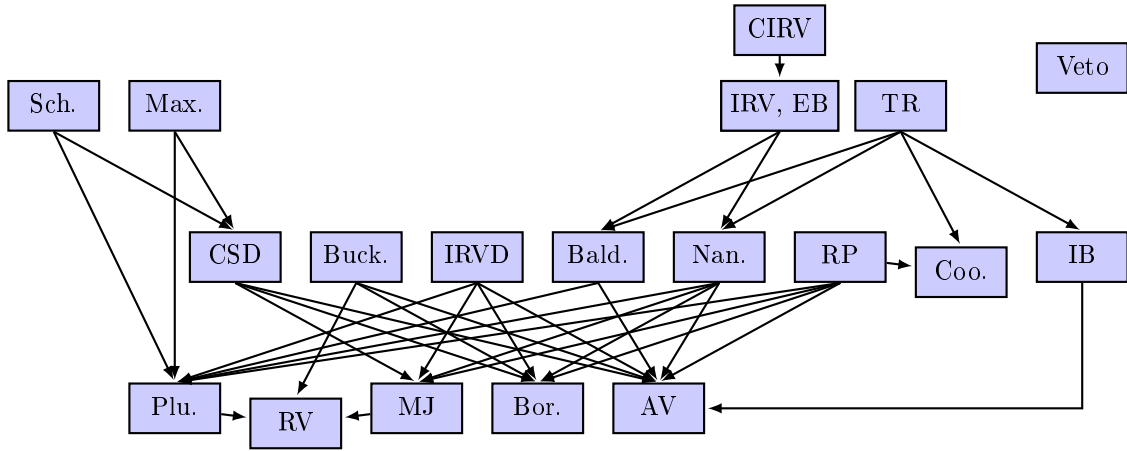 CIRV
Veto
Sch.
Max.
IRV, EB
TR
CSD
Buck.
IRVD
Bald.
Nan.
RP
Coo.
IB
Plu.
RV
MJ
Bor.
AV